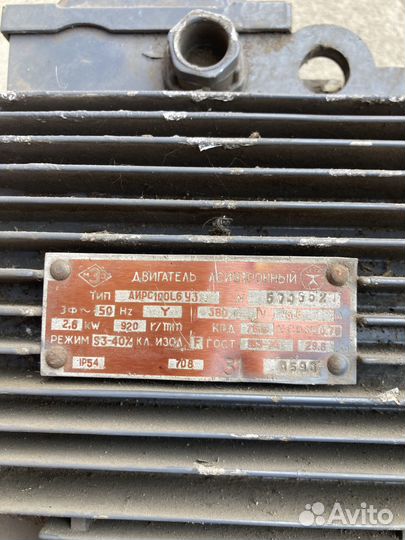 ДВИГАТЕЛЬ АСИНХРОННЫЙ
ТИП АИРС100L6У3 №
3Ф~ 50 Hz Y 380 V
2,6 kW 920 r/min КПД
РЕЖИМ S3-40% КЛ. ИЗОЛ. F ГОСТ
IP54 708
Avito